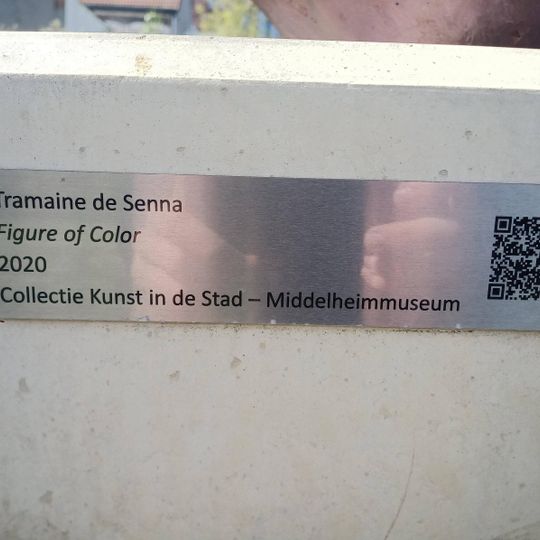 Tramaine de Senna
Figure of Color
2020
Collectie Kunst in de Stad – Middelheimmuseum